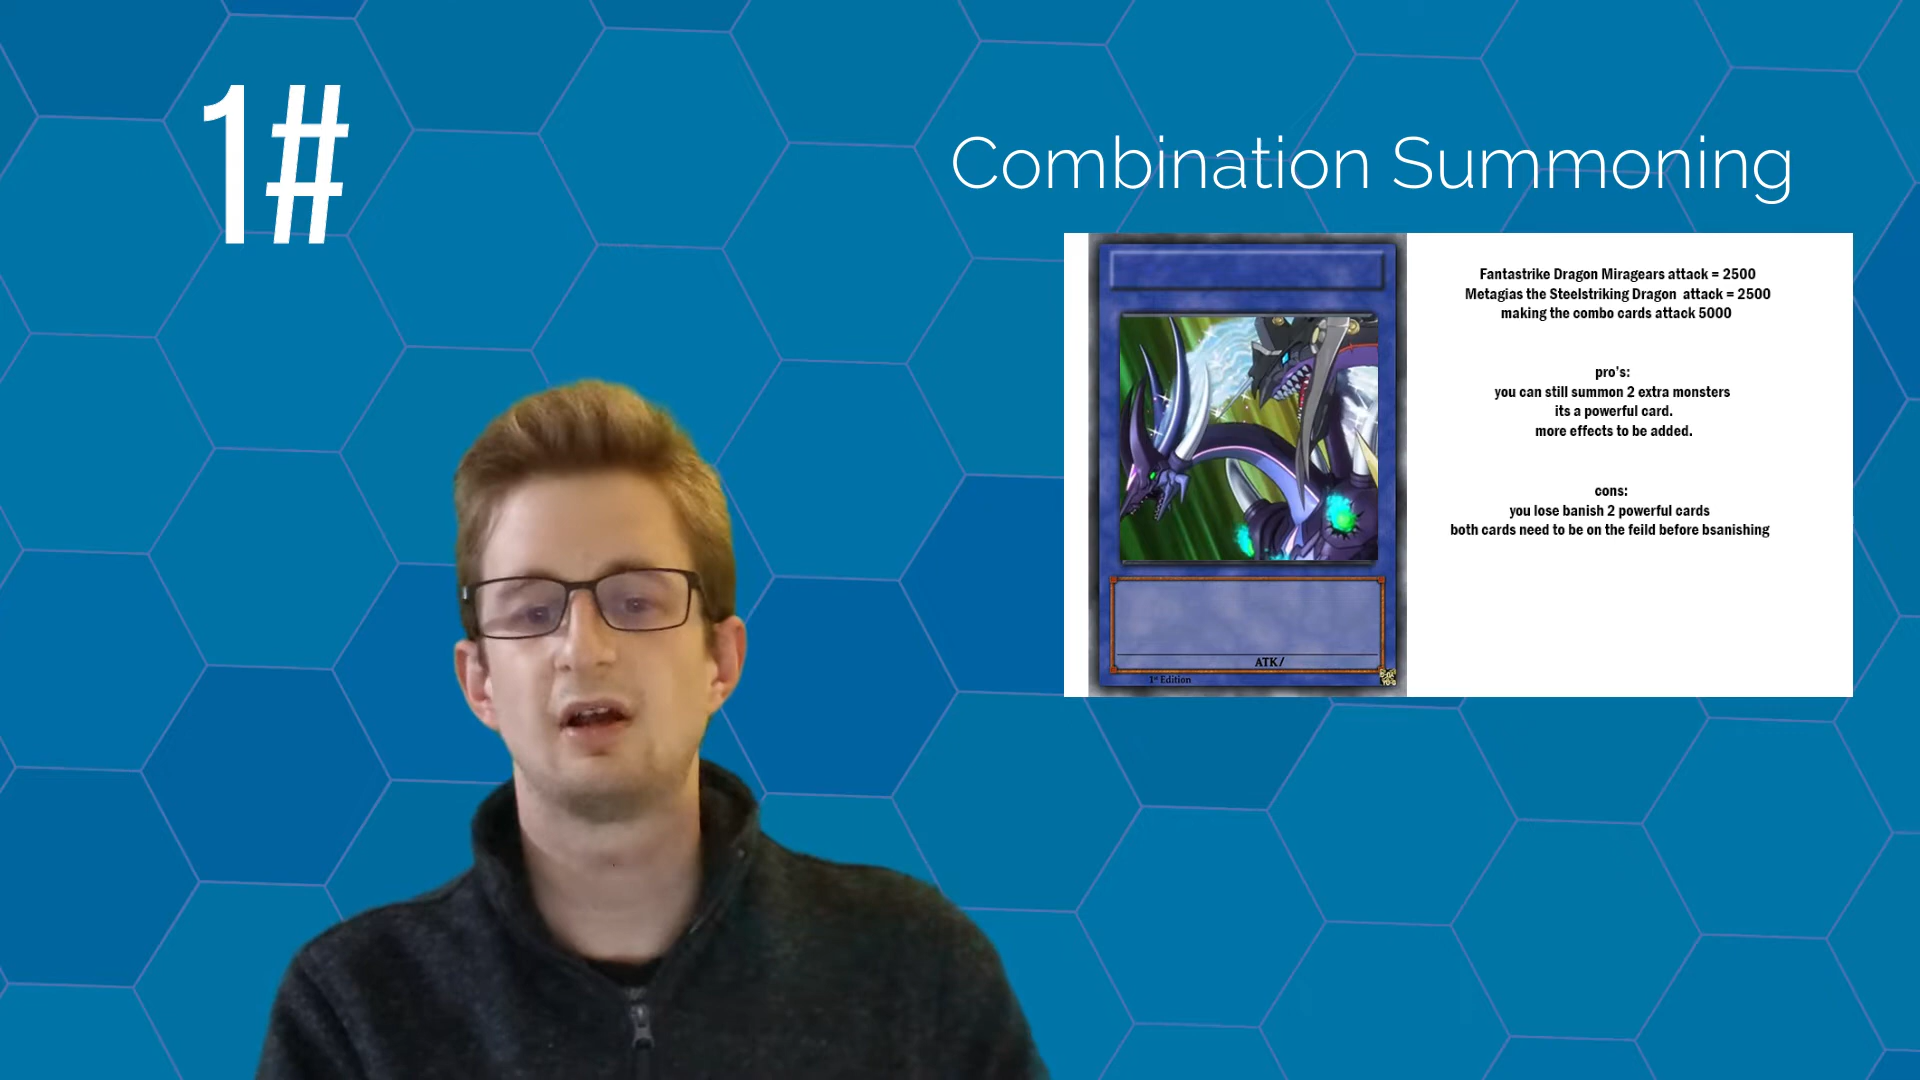 1#
Combination Summoning
Fantastrike Dragon Miragears attack = 2500
Metagias the Steelstriking Dragon attack = 2500
making the combo cards attack 5000
pro's:
you can still summon 2 extra monsters
its a powerful card.
more effects to be added.
cons:
you lose banish 2 powerful cards
both cards need to be on the feild before bsanishing
ATK/
1st Edition